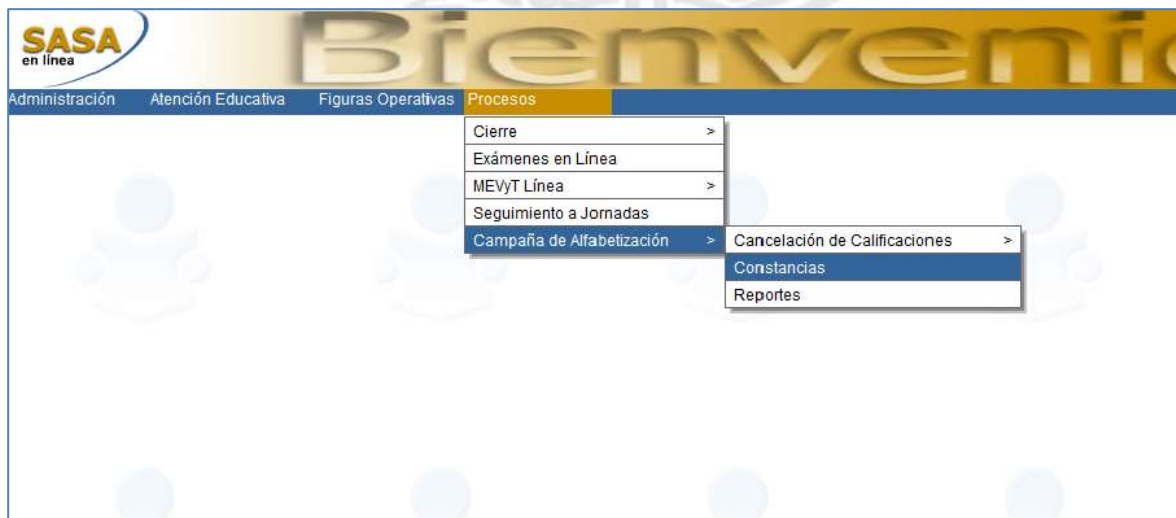 SASA
en línea
Bienveni
Administración Atención Educativa Figuras Operativas Procesos
Cierre >
Exámenes en Línea
MEVyT Línea >
Seguimiento a Jornadas
Campaña de Alfabetización > Cancelación de Calificaciones >
Constancias
Reportes